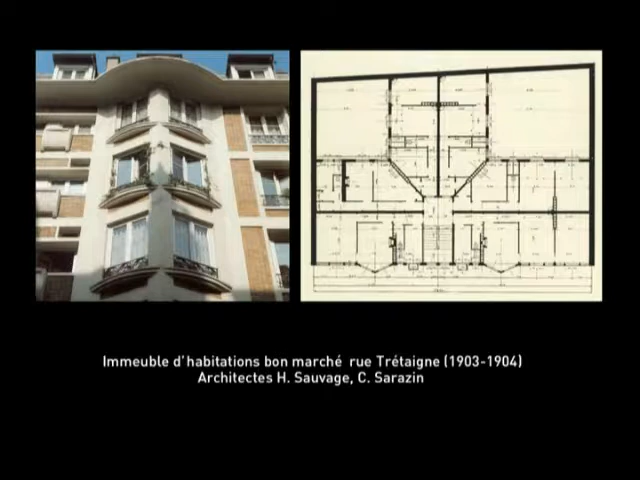 Immeuble d'habitations bon marché rue Trétaigne (1903-1904)
Architectes H. Sauvage, C. Sarazin